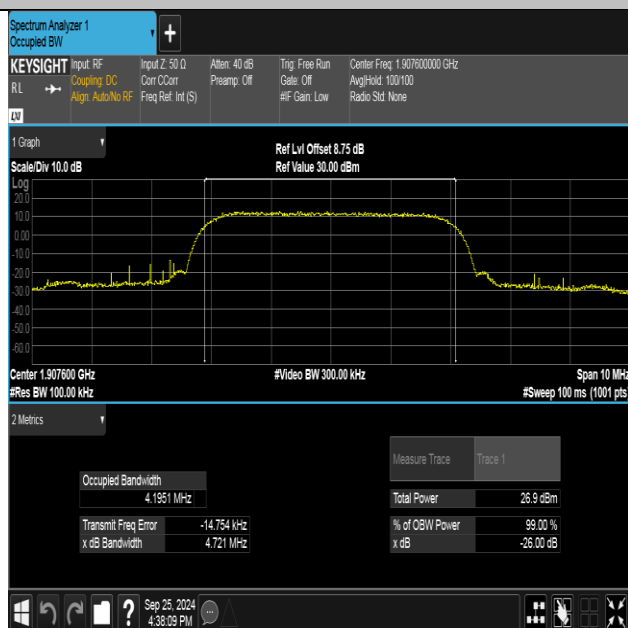 Spectrum Analyzer 1
Occupied BW
+
KEYSIGHT Input: RF Input Z: 50 Ω Atten: 40 dB Trig: Free Run Center Freq: 1.907600000 GHz
RL Coupling: DC Corr CCorr Preamp: Off Gate: Off Avg|Hold: 100/100
Align: Auto/No RF Freq Ref: Int (S) #IF Gain: Low Radio Std: None
LXI
1 Graph
Ref Lvl Offset 8.75 dB
Scale/Div 10.0 dB Ref Value 30.00 dBm
Log
20.0
10.0
0.00
-10.0
-20.0
-30.0
-40.0
-50.0
-60.0
Center 1.907600 GHz #Video BW 300.00 kHz Span 10 MHz
#Res BW 100.00 kHz #Sweep 100 ms (1001 pts)
2 Metrics
Measure Trace Trace 1
Occupied Bandwidth
4.1951 MHz Total Power 26.9 dBm
Transmit Freq Error -14.754 kHz % of OBW Power 99.00 %
x dB Bandwidth 4.721 MHz x dB -26.00 dB
? Sep 25, 2024
4:38:09 PM